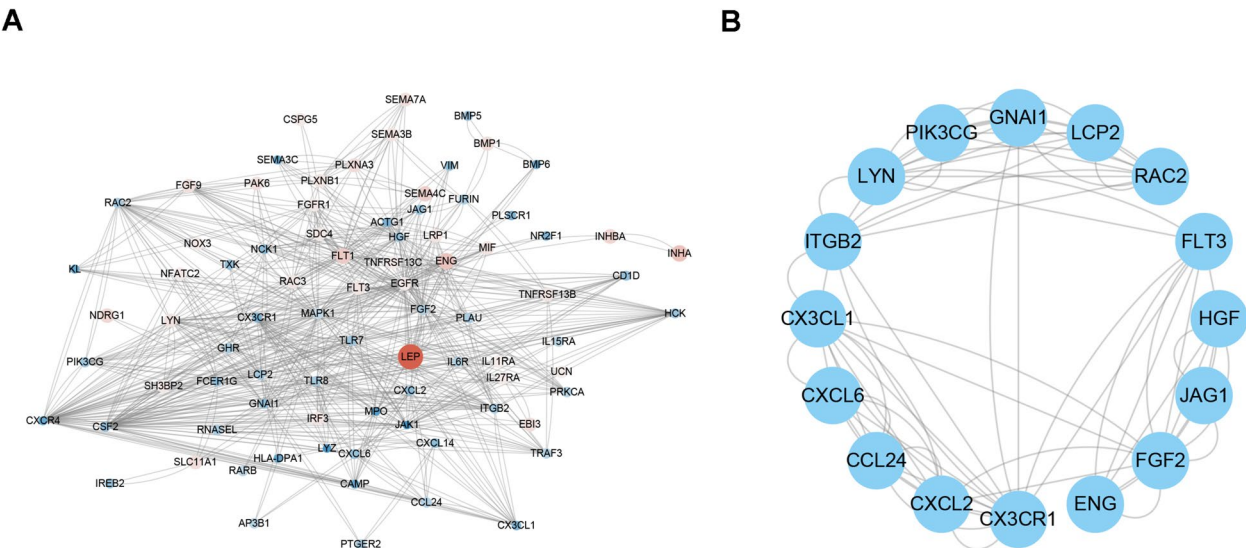 A
B
SEMA7A
CSPG5
BMP5
SEMA3B
BMP1
SEMA3C
PLXNA3
VIM
BMP6
FGF9
PAK6
PLXNB1
SEMA4C
FURIN
RAC2
FGFR1
JAG1
PLSCR1
ACTG1
NOX3
NCK1
SDC4
HGF
LRP1
NR2F1
INHBA
MIF
INHA
FLT1
TNFRSF13C
ENG
KL
TXK
NFATC2
RAC3
FLT3
EGFR
TNFRSF13B
CD1D
NDRG1
LYN
CX3CR1
MAPK1
FGF2
PLAU
HCK
TLR7
IL15RA
PIK3CG
GHR
LEP
IL6R
IL11RA
UCN
SH3BP2
FCER1G
LCP2
TLR8
IL27RA
CXCL2
PRKCA
GNAI1
MPO
ITGB2
CXCR4
CSF2
RNASEL
IRF3
JAK1
EBI3
CXCL14
LYZ
CXCL6
TRAF3
SLC11A1
RARB
HLA-DPA1
IREB2
CAMP
CCL24
AP3B1
CX3CL1
PTGER2
GNAI1
PIK3CG
LCP2
LYN
RAC2
ITGB2
FLT3
CX3CL1
HGF
CXCL6
JAG1
CCL24
FGF2
CXCL2
CX3CR1
ENG